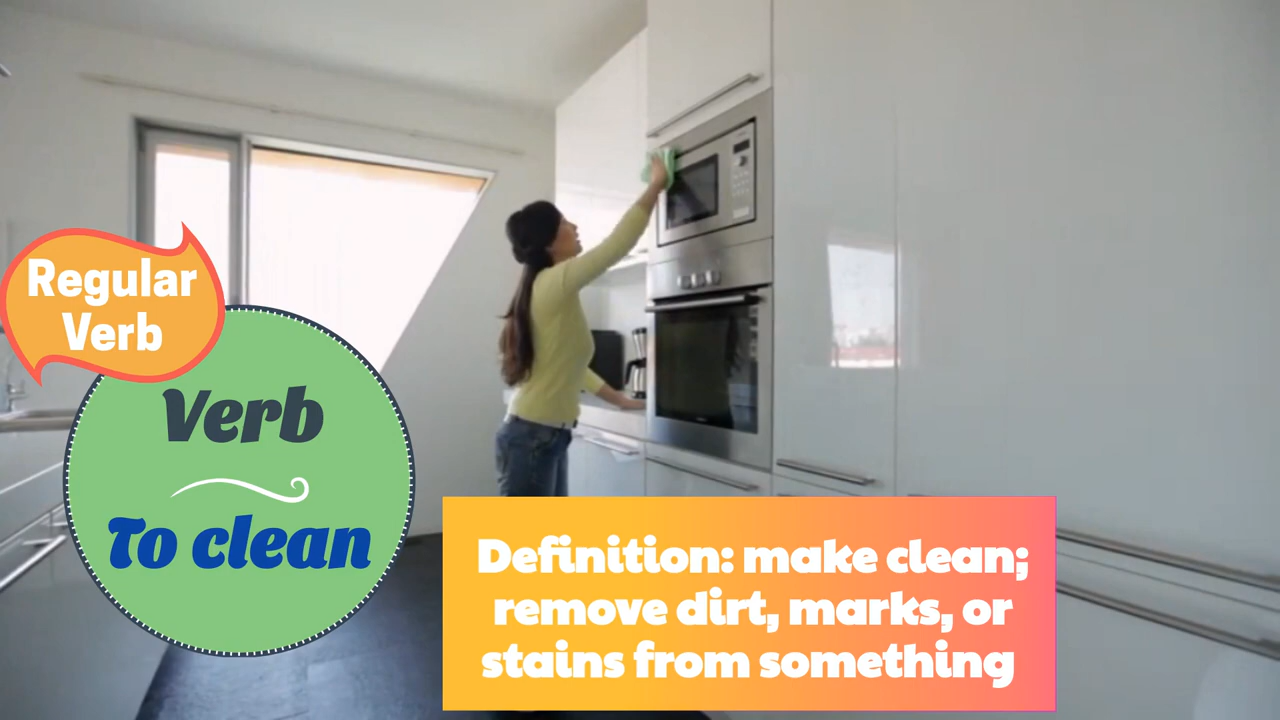 Regular
Verb
Verb
To clean
Definition: make clean;
remove dirt, marks, or
stains from something